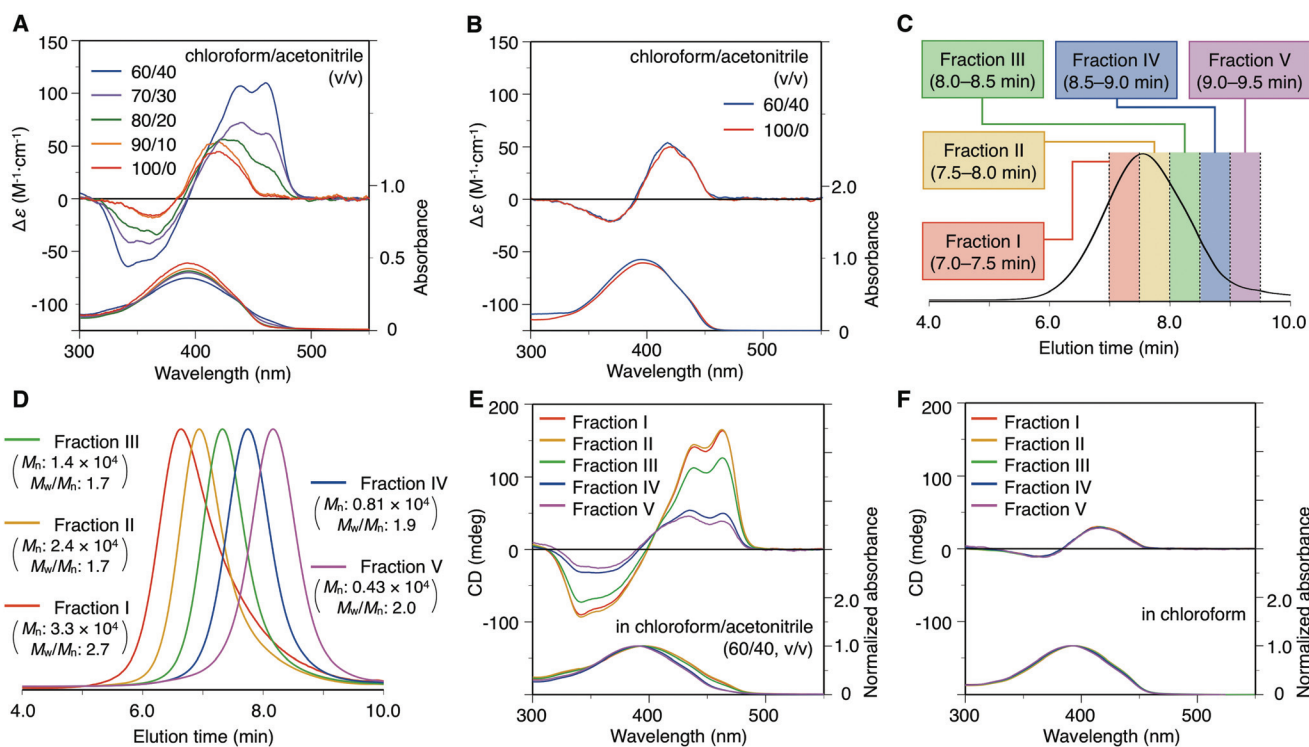 A
chloroform/acetonitrile
(v/v)
60/40
70/30
80/20
90/10
100/0
150
100
50
0
-50
-100
Δε (M⁻¹·cm⁻¹)
1.0
0.5
0
Absorbance
300
400
500
Wavelength (nm)
B
chloroform/acetonitrile
(v/v)
60/40
100/0
150
100
50
0
-50
-100
Δε (M⁻¹·cm⁻¹)
2.0
1.0
0
Absorbance
300
400
500
Wavelength (nm)
C
Fraction III
(8.0–8.5 min)
Fraction IV
(8.5–9.0 min)
Fraction V
(9.0–9.5 min)
Fraction II
(7.5–8.0 min)
Fraction I
(7.0–7.5 min)
4.0
6.0
8.0
10.0
Elution time (min)
D
Fraction III
(Mn: 1.4 × 10⁴
Mw/Mn: 1.7)
Fraction II
(Mn: 2.4 × 10⁴
Mw/Mn: 1.7)
Fraction I
(Mn: 3.3 × 10⁴
Mw/Mn: 2.7)
Fraction IV
(Mn: 0.81 × 10⁴
Mw/Mn: 1.9)
Fraction V
(Mn: 0.43 × 10⁴
Mw/Mn: 2.0)
4.0
6.0
8.0
10.0
Elution time (min)
E
Fraction I
Fraction II
Fraction III
Fraction IV
Fraction V
200
100
0
-100
CD (mdeg)
in chloroform/acetonitrile
(60/40, v/v)
2.0
1.0
0
Normalized absorbance
300
400
500
Wavelength (nm)
F
Fraction I
Fraction II
Fraction III
Fraction IV
Fraction V
200
100
0
-100
CD (mdeg)
in chloroform
2.0
1.0
0
Normalized absorbance
300
400
500
Wavelength (nm)